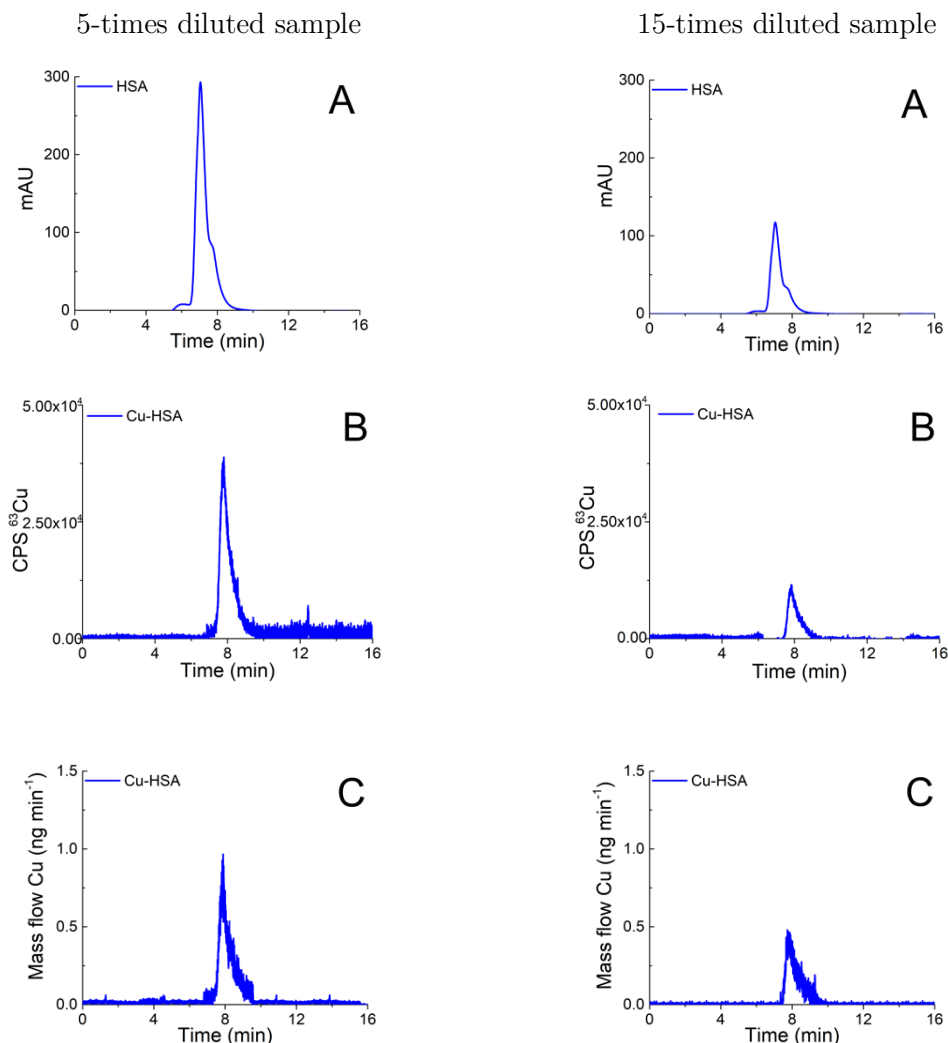 5-times diluted sample
15-times diluted sample
300
HSA
A
200
mAU
100
0
0 4 8 12 16
Time (min)
300
HSA
A
200
mAU
100
0
0 4 8 12 16
Time (min)
5.00x10⁴
Cu-HSA
B
CPS ⁶³Cu
2.50x10⁴
0.00
0 4 8 12 16
Time (min)
5.00x10⁴
Cu-HSA
B
CPS ⁶³Cu
2.50x10⁴
0.00
0 4 8 12 16
Time (min)
1.5
Cu-HSA
C
Mass flow Cu (ng min⁻¹)
1.0
0.5
0.0
0 4 8 12 16
Time (min)
1.5
Cu-HSA
C
Mass flow Cu (ng min⁻¹)
1.0
0.5
0.0
0 4 8 12 16
Time (min)